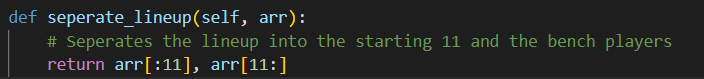 def seperate_lineup(self, arr):
    # Seperates the lineup into the starting 11 and the bench players
    return arr[:11], arr[11:]